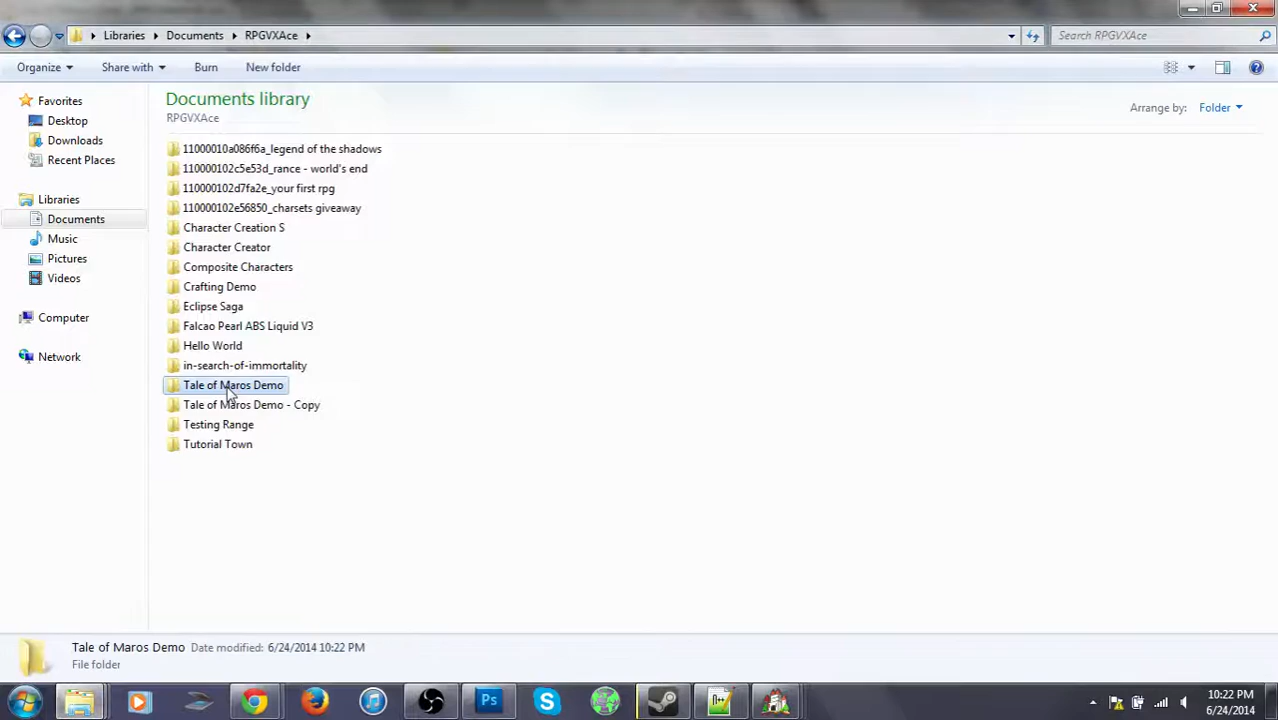 Libraries Documents RPGVXAce Search RPGVXAce
Organize Share with Burn New folder
Favorites
Desktop
Downloads
Recent Places
Libraries
Documents
Music
Pictures
Videos
Computer
Network
Documents library
RPGVXAce
Arrange by: Folder
11000010a086f6a_legend of the shadows
110000102c5e53d_rance - world's end
110000102d7fa2e_your first rpg
110000102e56850_charsets giveaway
Character Creation S
Character Creator
Composite Characters
Crafting Demo
Eclipse Saga
Falcao Pearl ABS Liquid V3
Hello World
in-search-of-immortality
Tale of Maros Demo
Tale of Maros Demo - Copy
Testing Range
Tutorial Town
Tale of Maros Demo Date modified: 6/24/2014 10:22 PM
File folder
Ps
10:22 PM
6/24/2014